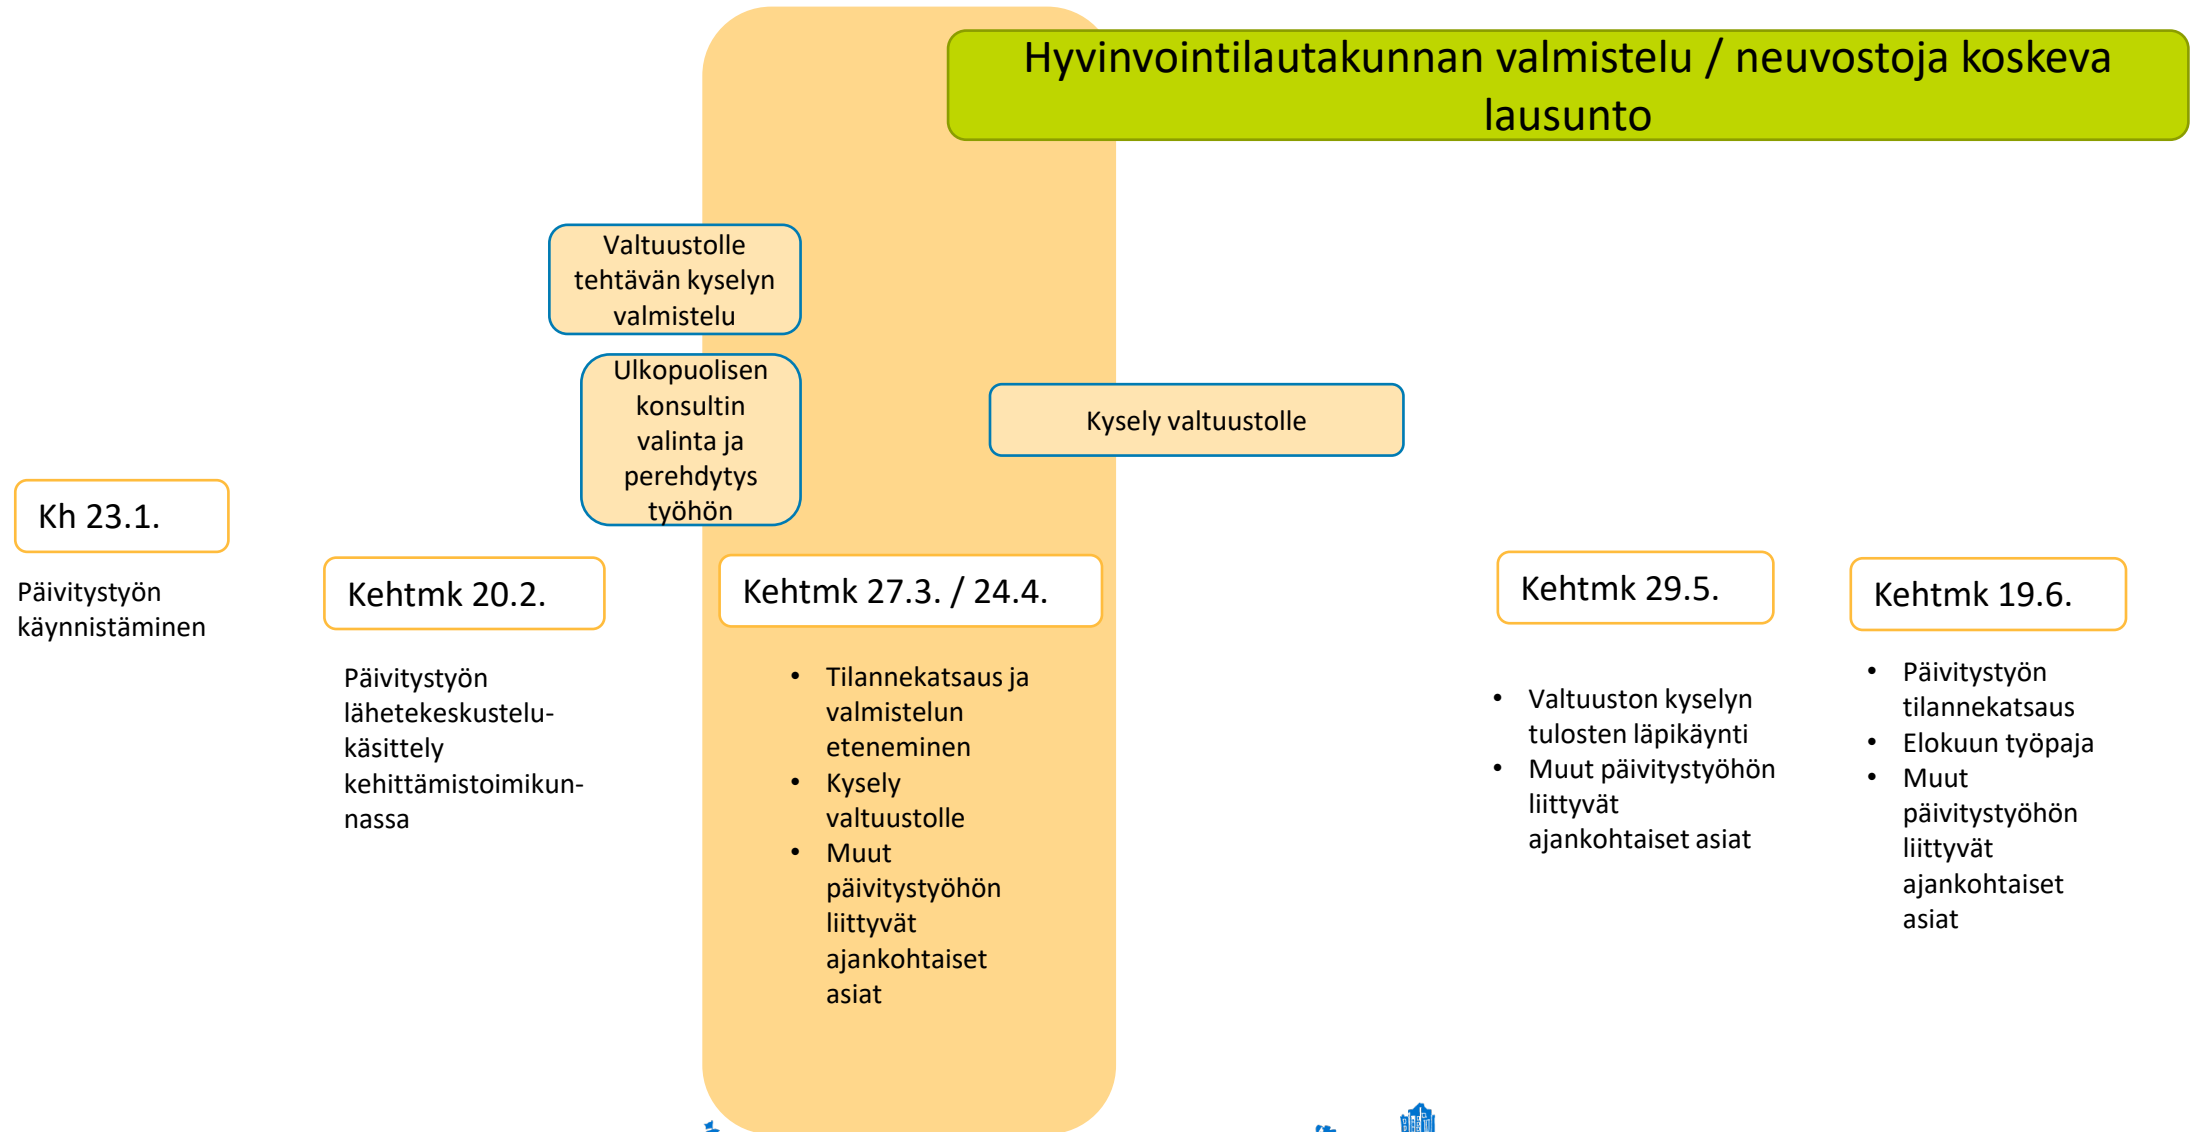 Hyvinvointilautakunnan valmistelu / neuvostoja koskeva
lausunto
Valtuustolle
tehtävän kyselyn
valmistelu
Ulkopuolisen
konsultin
valinta ja
perehdytys
työhön
Kysely valtuustolle
Kh 23.1.
Päivitystyön
käynnistäminen
Kehtmk 20.2.
Päivitystyön
lähetekeskustelu-
käsittely
kehittämistoimikun-
nassa
Kehtmk 27.3. / 24.4.
• Tilannekatsaus ja
valmistelun
eteneminen
• Kysely
valtuustolle
• Muut
päivitystyöhön
liittyvät
ajankohtaiset
asiat
Kehtmk 29.5.
• Valtuuston kyselyn
tulosten läpikäynti
• Muut päivitystyöhön
liittyvät
ajankohtaiset asiat
Kehtmk 19.6.
• Päivitystyön
tilannekatsaus
• Elokuun työpaja
• Muut
päivitystyöhön
liittyvät
ajankohtaiset
asiat